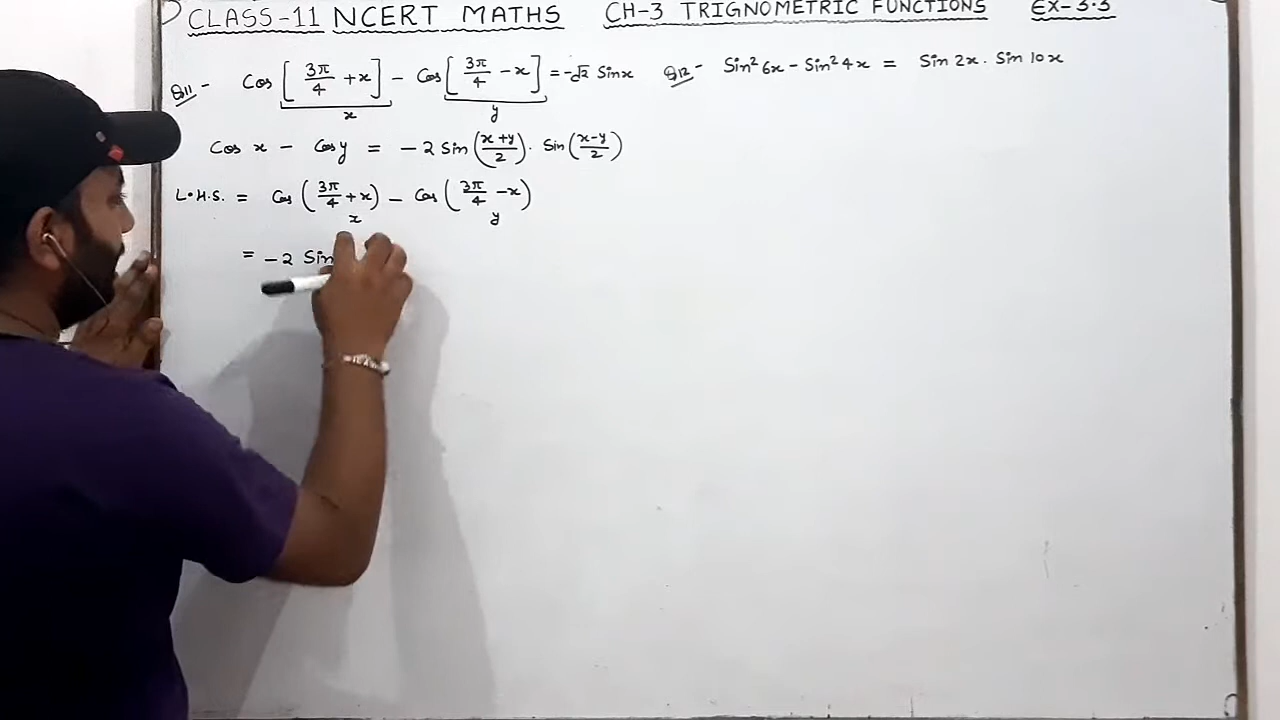 CLASS-11 NCERT MATHS CH-3 TRIGNOMETRIC FUNCTIONS EX-3.3
Q11- Cos [3π/4 + x] - Cos [3π/4 - x] = -√2 Sinx
x y
Cos x - Cosy = -2 Sin (x+y/2) · Sin (x-y/2)
L.H.S. = Cos (3π/4 + x) - Cos (3π/4 - x)
x y
= -2 Sin
Q12- Sin² 6x - Sin² 4x = Sin 2x · Sin 10x